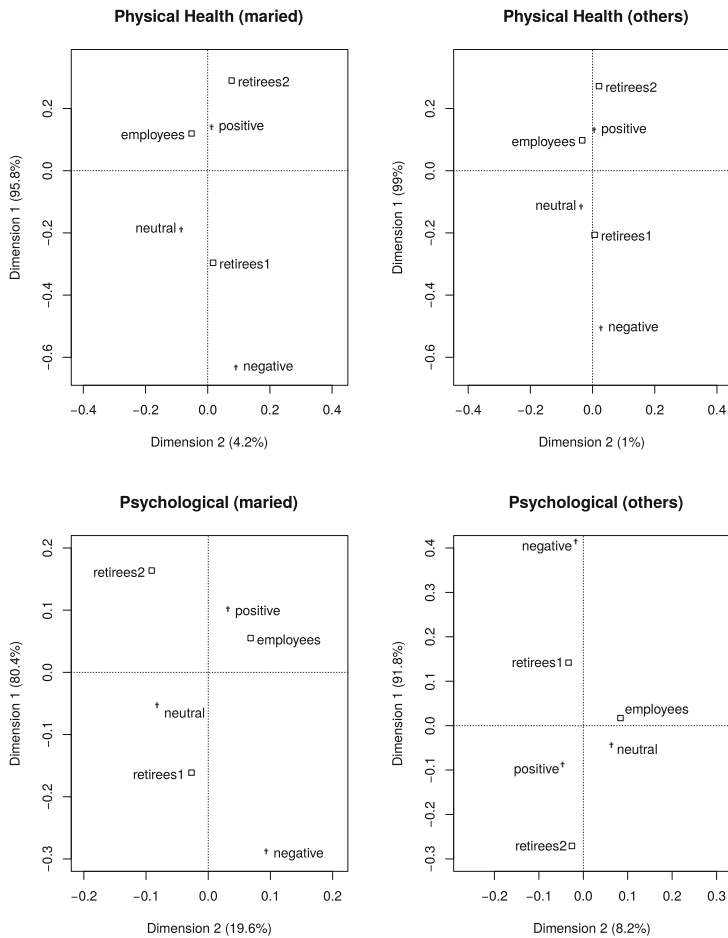 Physical Health (maried)
Dimension 1 (95.8%)
0.2
0.0
−0.2
−0.4
−0.6
retirees2
positive
employees
neutral
retirees1
negative
−0.4 −0.2 0.0 0.2 0.4
Dimension 2 (4.2%)
Physical Health (others)
Dimension 1 (99%)
0.2
0.0
−0.2
−0.4
−0.6
retirees2
positive
employees
neutral
retirees1
negative
−0.4 −0.2 0.0 0.2 0.4
Dimension 2 (1%)
Psychological (maried)
Dimension 1 (80.4%)
0.2
0.1
0.0
−0.1
−0.2
−0.3
retirees2
positive
employees
neutral
retirees1
negative
−0.2 −0.1 0.0 0.1 0.2
Dimension 2 (19.6%)
Psychological (others)
Dimension 1 (91.8%)
0.4
0.3
0.2
0.1
0.0
−0.1
−0.2
−0.3
negative
retirees1
employees
neutral
positive
retirees2
−0.2 −0.1 0.0 0.1 0.2 0.3
Dimension 2 (8.2%)